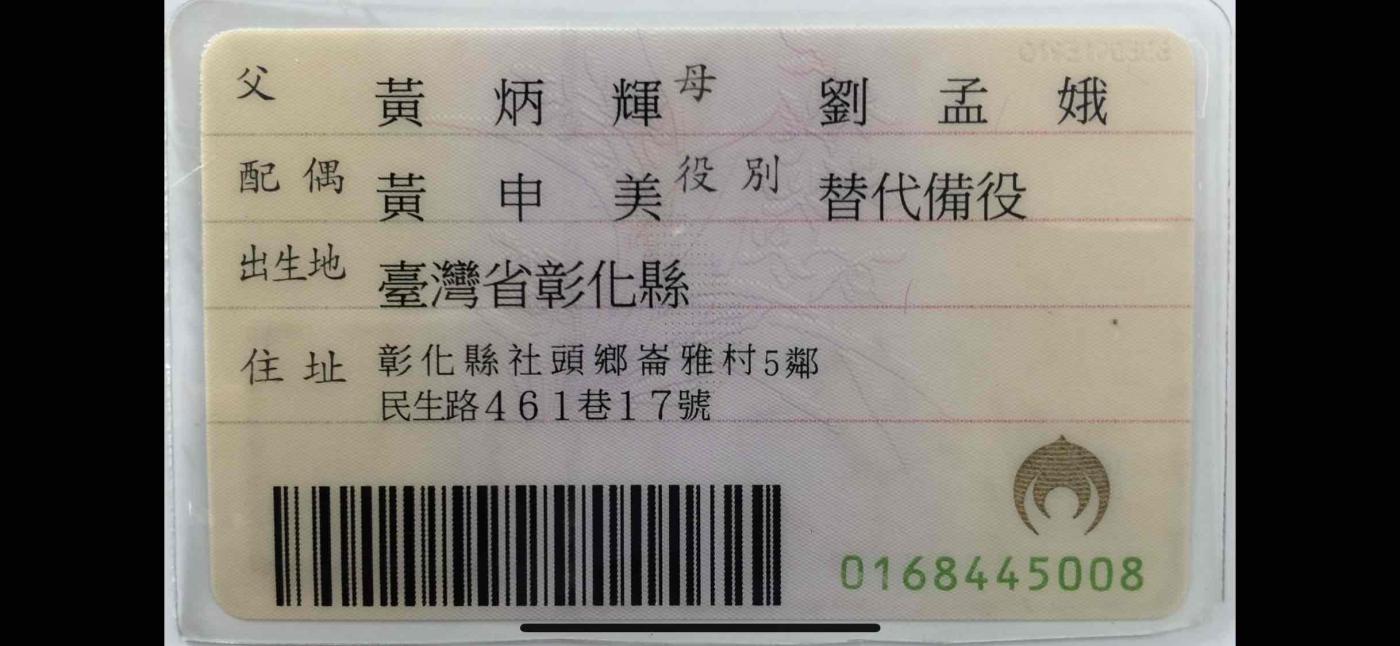 父 黃炳輝 母 劉孟娥
配偶 黃申美 役別 替代備役
出生地 臺灣省彰化縣
住址 彰化縣社頭鄉崙雅村5鄰
民生路461巷17號
0168445008